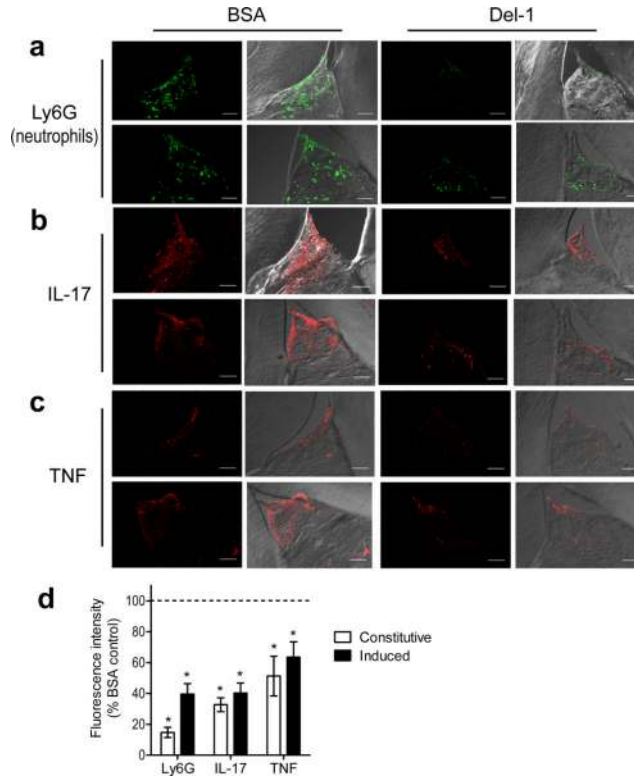 BSA Del-1
a
Ly6G
(neutrophils)
b
IL-17
c
TNF
d
Fluorescence intensity
(% BSA control)
100
80
60
40
20
0
* * * * * *
Ly6G IL-17 TNF
Constitutive
Induced